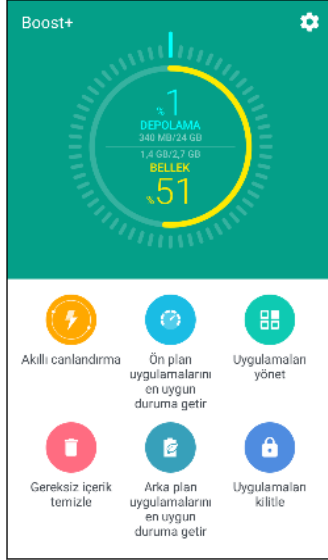 Boost+
%1
DEPOLAMA
340 MB/24 GB
1,4 GB/2,7 GB
BELLEK
%51
Akıllı canlandırma
Ön plan
uygulamalarını
en uygun
duruma getir
Uygulamaları
yönet
Gereksiz içerik
temizle
Arka plan
uygulamalarını
en uygun
duruma getir
Uygulamaları
kilitle